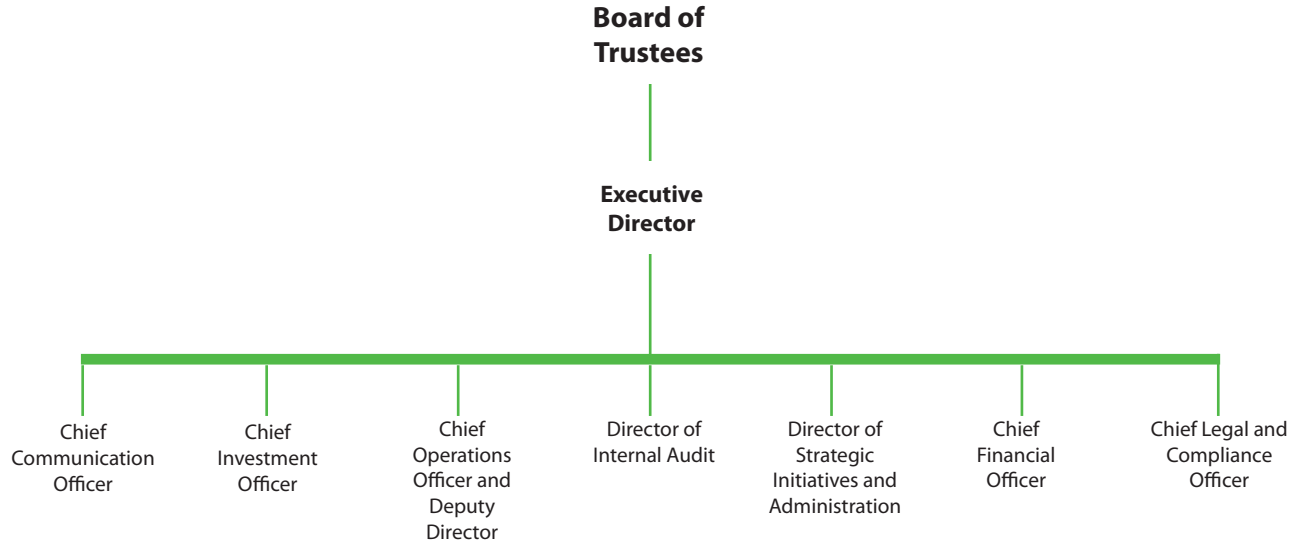 Board of
Trustees
Executive
Director
Chief
Communication
Officer
Chief
Investment
Officer
Chief
Operations
Officer and
Deputy
Director
Director of
Internal Audit
Director of
Strategic
Initiatives and
Administration
Chief
Financial
Officer
Chief Legal and
Compliance
Officer